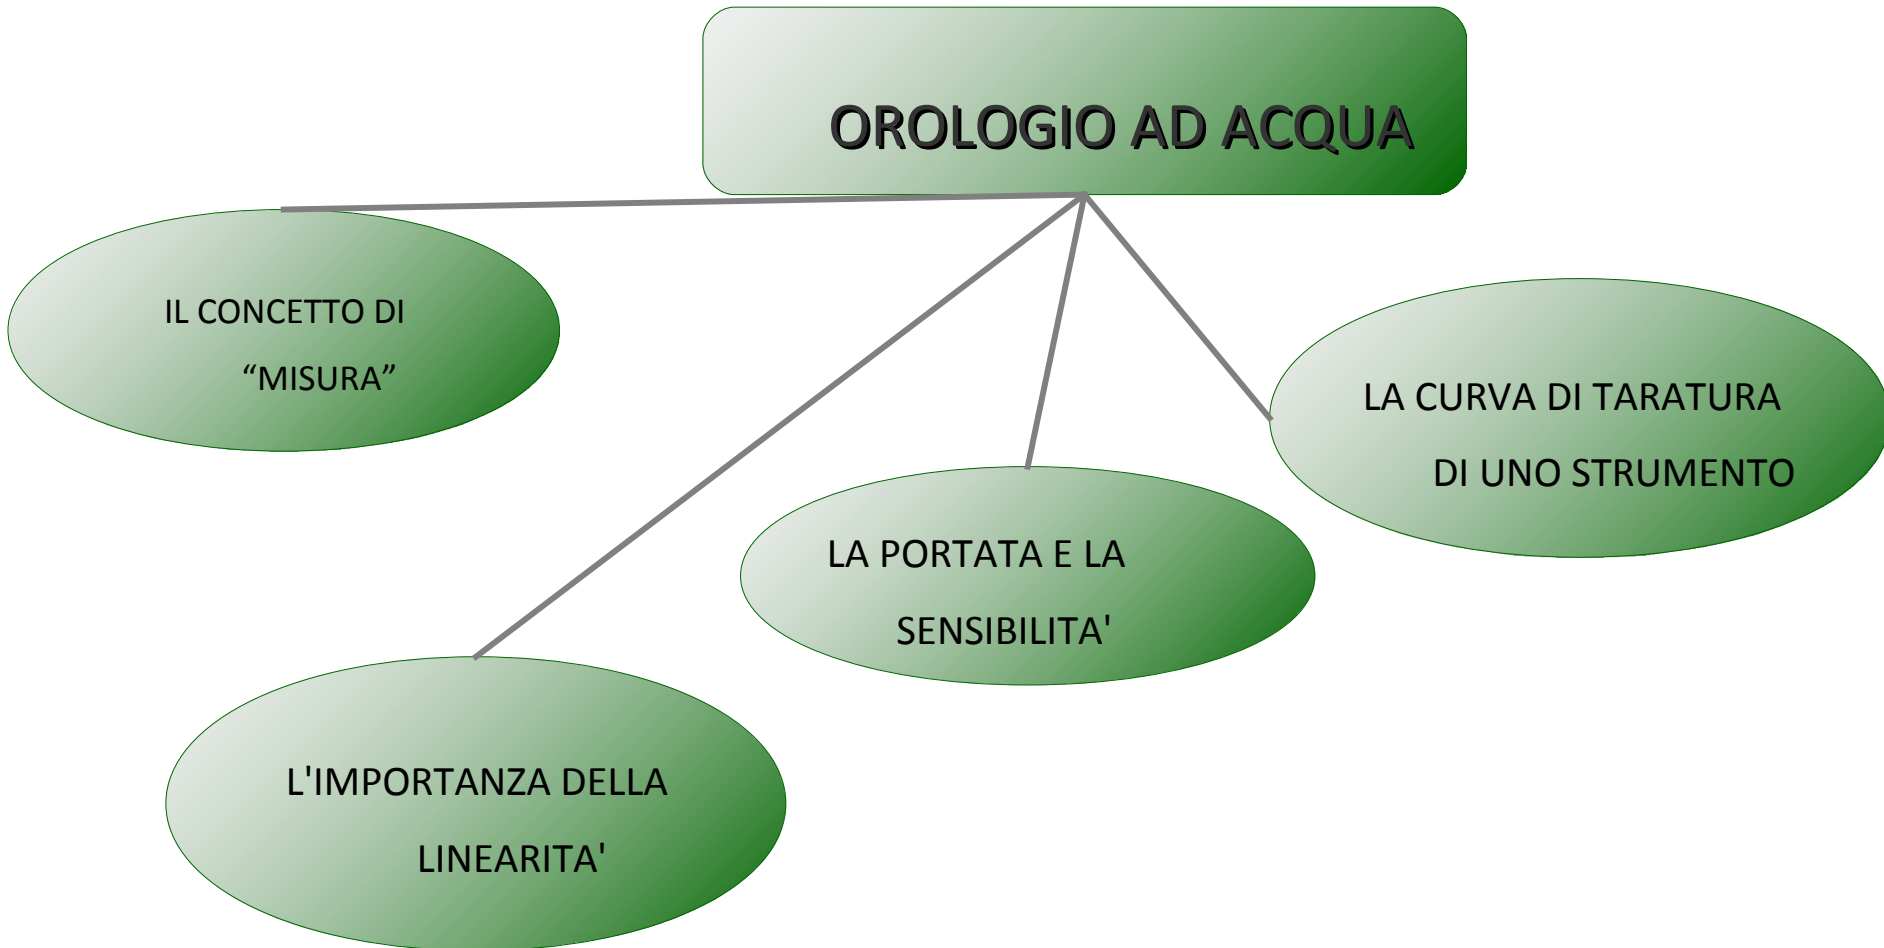 OROLOGIO AD ACQUA
IL CONCETTO DI
“MISURA”
LA CURVA DI TARATURA
DI UNO STRUMENTO
LA PORTATA E LA
SENSIBILITA'
L'IMPORTANZA DELLA
LINEARITA'